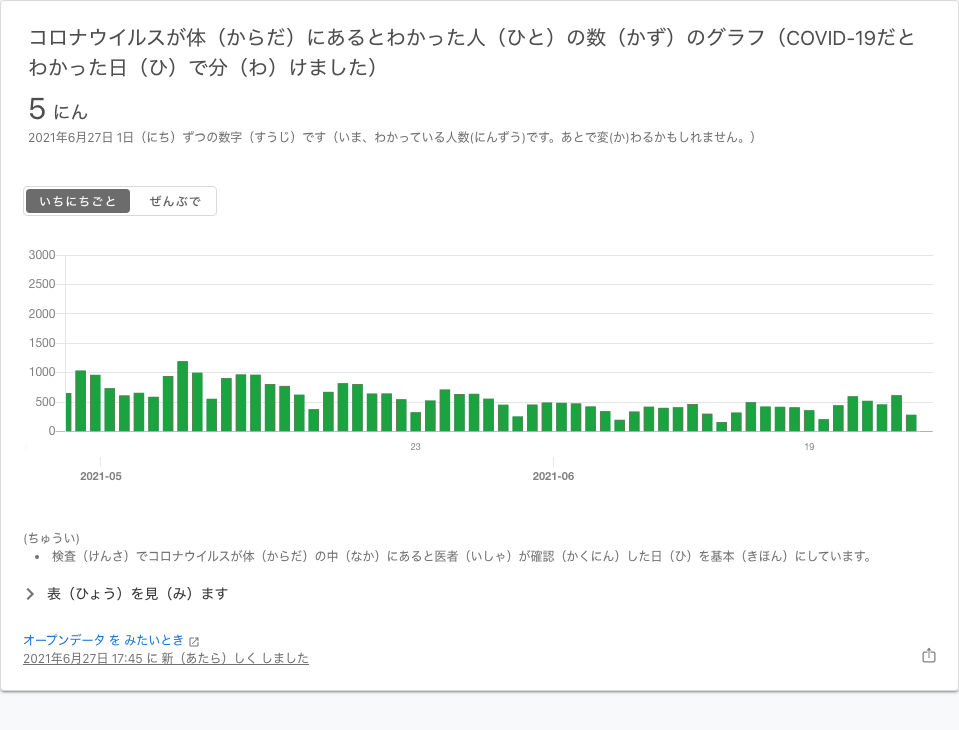 コロナウイルスが体（からだ）にあるとわかった人（ひと）の数（かず）のグラフ（COVID-19だと
わかった日（ひ）で分（わ）けました）
5 にん
2021年6月27日 1日（にち）ずつの数字（すうじ）です（いま、わかっている人数(にんずう)です。あとで変(か)わるかもしれません。）
いちにちごと ぜんぶで
3000
2500
2000
1500
1000
500
0
23 19
2021-05 2021-06
(ちゅうい)
• 検査（けんさ）でコロナウイルスが体（からだ）の中（なか）にあると医者（いしゃ）が確認（かくにん）した日（ひ）を基本（きほん）にしています。
表（ひょう）を見（み）ます
オープンデータ を みたいとき
2021年6月27日 17:45 に 新（あたら）しく しました